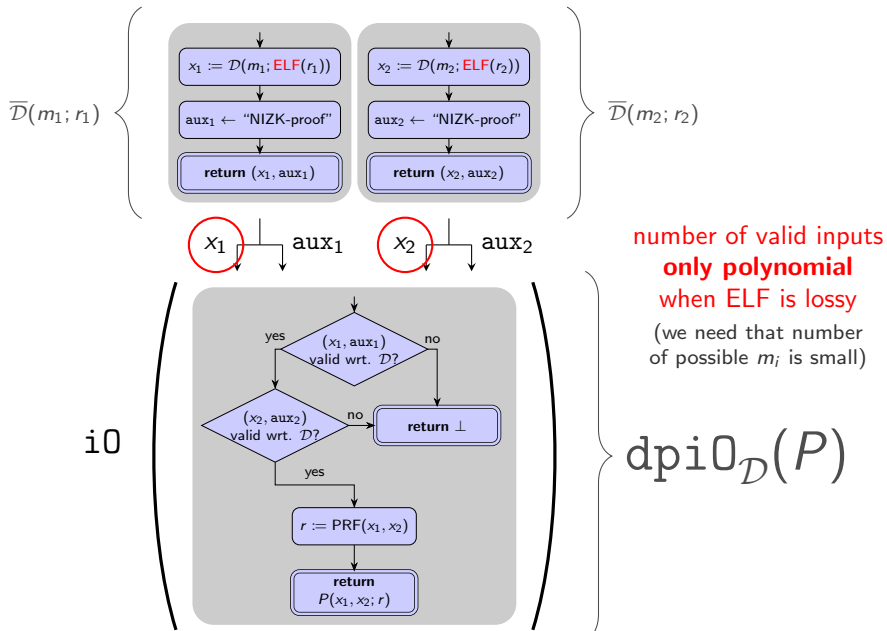 x₁ := 𝒟(m₁; ELF(r₁))
aux₁ ← “NIZK-proof”
return (x₁, aux₁)
x₂ := 𝒟(m₂; ELF(r₂))
aux₂ ← “NIZK-proof”
return (x₂, aux₂)
𝒟̅(m₁; r₁)
𝒟̅(m₂; r₂)
x₁ aux₁ x₂ aux₂
number of valid inputs
only polynomial
when ELF is lossy
(we need that number
of possible mᵢ is small)
iO
(x₁, aux₁)
valid wrt. 𝒟?
yes
no
(x₂, aux₂)
valid wrt. 𝒟?
no
return ⊥
yes
r := PRF(x₁, x₂)
return
P(x₁, x₂; r)
dpiO_𝒟(P)